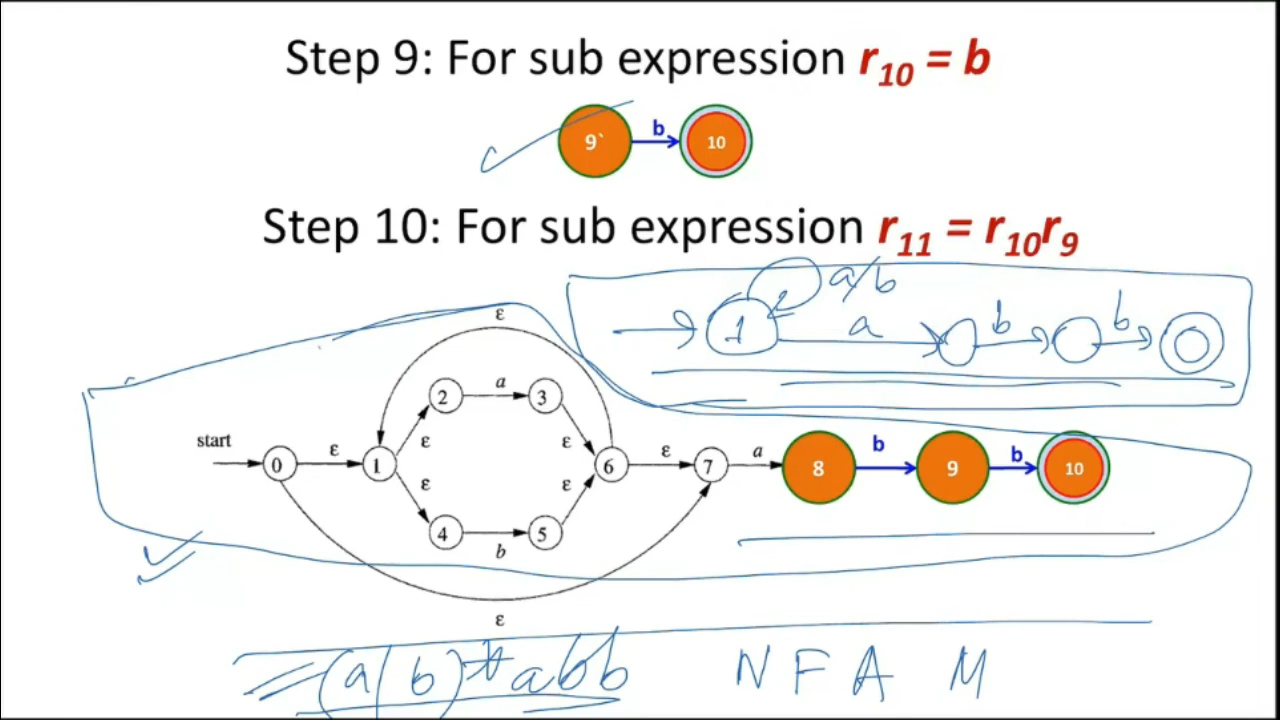 Step 9: For sub expression r10 = b
9` b 10
Step 10: For sub expression r11 = r10r9
a/b
1 a b b
ε
2 a 3
start ε ε ε ε a b b
0 1 6 7 8 9 10
ε ε
4 b 5
ε
=(a|b)*abb NFA M